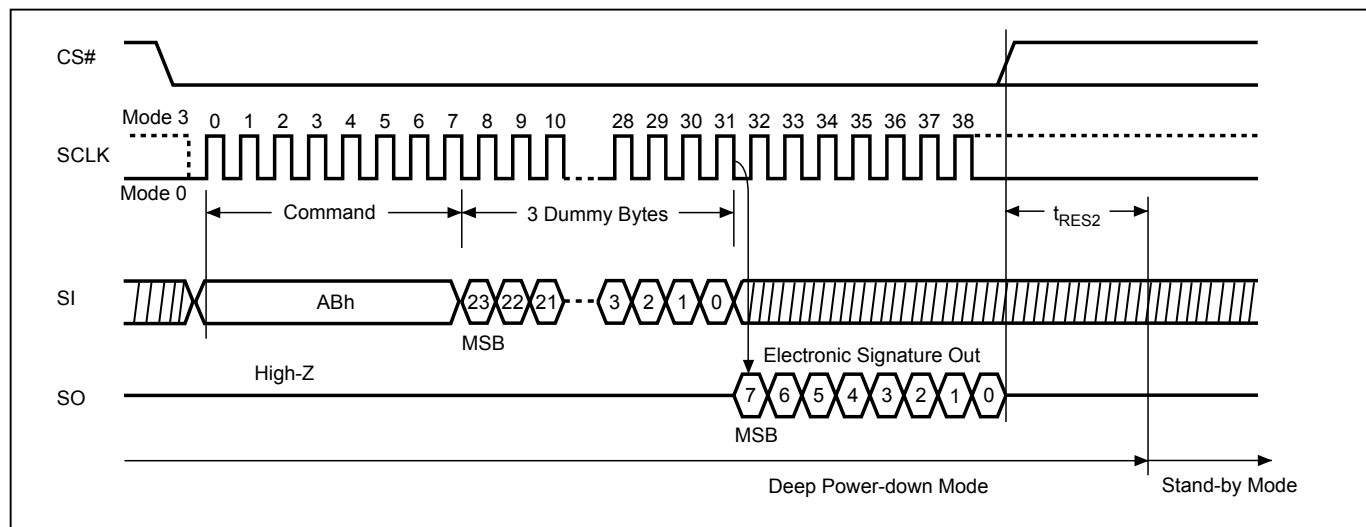 CS#
Mode 3
0 1 2 3 4 5 6 7 8 9 10 28 29 30 31 32 33 34 35 36 37 38
SCLK
Mode 0
Command
3 Dummy Bytes
tRES2
SI
ABh
23 22 21 3 2 1 0
MSB
Electronic Signature Out
High-Z
SO
7 6 5 4 3 2 1 0
MSB
Deep Power-down Mode
Stand-by Mode